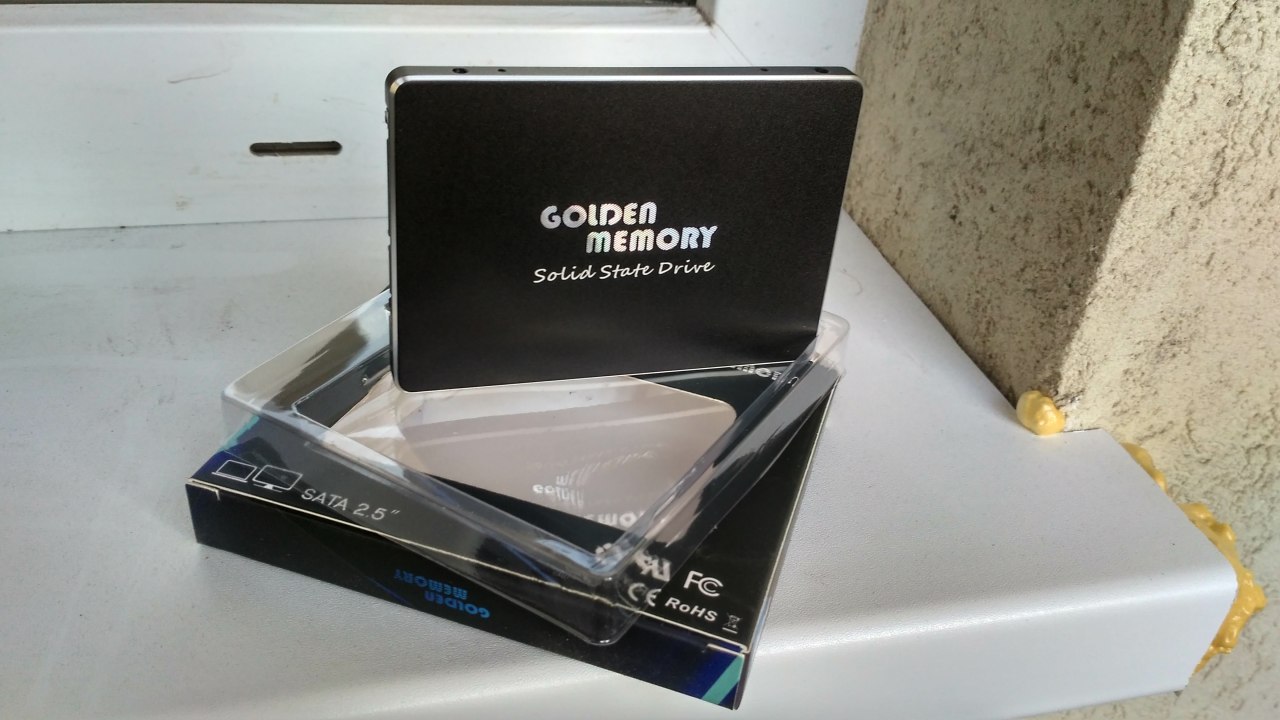 GOLDEN
MEMORY
Solid State Drive
SATA 2.5"
FC
CE RoHS
GOLDEN
MEMORY